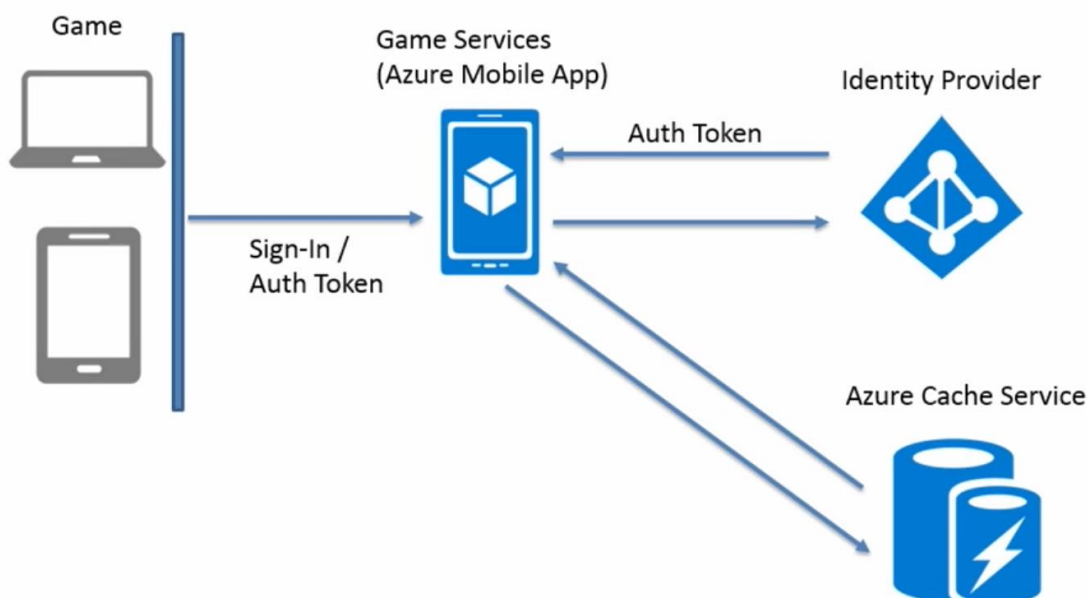 Game
Game Services
(Azure Mobile App)
Identity Provider
Auth Token
Sign-In /
Auth Token
Azure Cache Service